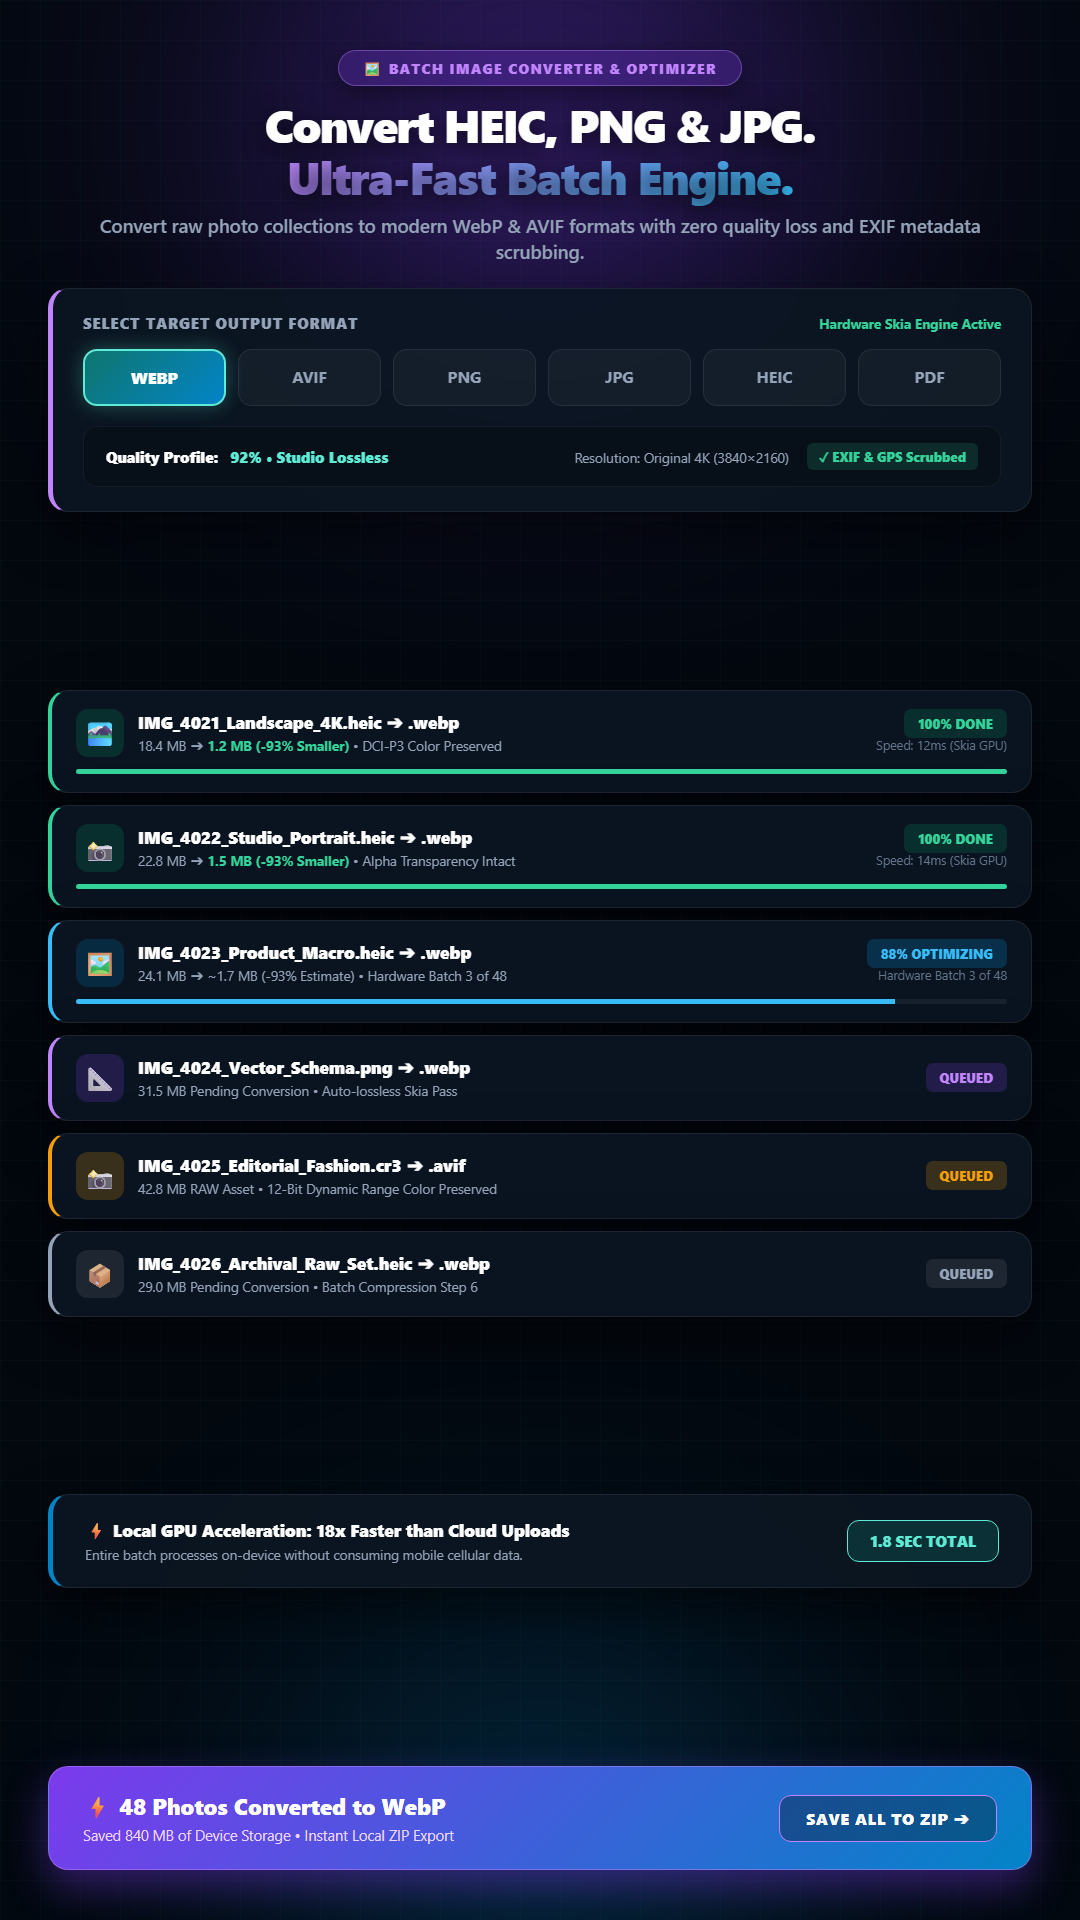 BATCH IMAGE CONVERTER & OPTIMIZER
Convert HEIC, PNG & JPG.
Ultra-Fast Batch Engine.
Convert raw photo collections to modern WebP & AVIF formats with zero quality loss and EXIF metadata
scrubbing.
SELECT TARGET OUTPUT FORMAT
Hardware Skia Engine Active
WEBP AVIF PNG JPG HEIC PDF
Quality Profile: 92% • Studio Lossless
Resolution: Original 4K (3840×2160)
✓ EXIF & GPS Scrubbed
IMG_4021_Landscape_4K.heic ➔ .webp
18.4 MB ➔ 1.2 MB (-93% Smaller) • DCI-P3 Color Preserved
100% DONE
Speed: 12ms (Skia GPU)
IMG_4022_Studio_Portrait.heic ➔ .webp
22.8 MB ➔ 1.5 MB (-93% Smaller) • Alpha Transparency Intact
100% DONE
Speed: 14ms (Skia GPU)
IMG_4023_Product_Macro.heic ➔ .webp
24.1 MB ➔ ~1.7 MB (-93% Estimate) • Hardware Batch 3 of 48
88% OPTIMIZING
Hardware Batch 3 of 48
IMG_4024_Vector_Schema.png ➔ .webp
31.5 MB Pending Conversion • Auto-lossless Skia Pass
QUEUED
IMG_4025_Editorial_Fashion.cr3 ➔ .avif
42.8 MB RAW Asset • 12-Bit Dynamic Range Color Preserved
QUEUED
IMG_4026_Archival_Raw_Set.heic ➔ .webp
29.0 MB Pending Conversion • Batch Compression Step 6
QUEUED
Local GPU Acceleration: 18x Faster than Cloud Uploads
Entire batch processes on-device without consuming mobile cellular data.
1.8 SEC TOTAL
48 Photos Converted to WebP
Saved 840 MB of Device Storage • Instant Local ZIP Export
SAVE ALL TO ZIP ➔